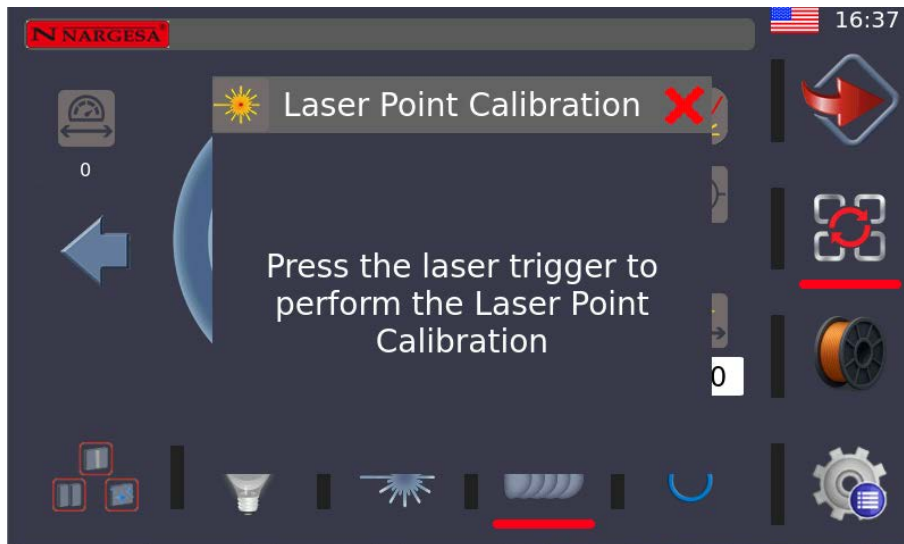 N NARGESA®
16:37
Laser Point Calibration
0
Press the laser trigger to
perform the Laser Point
Calibration
0